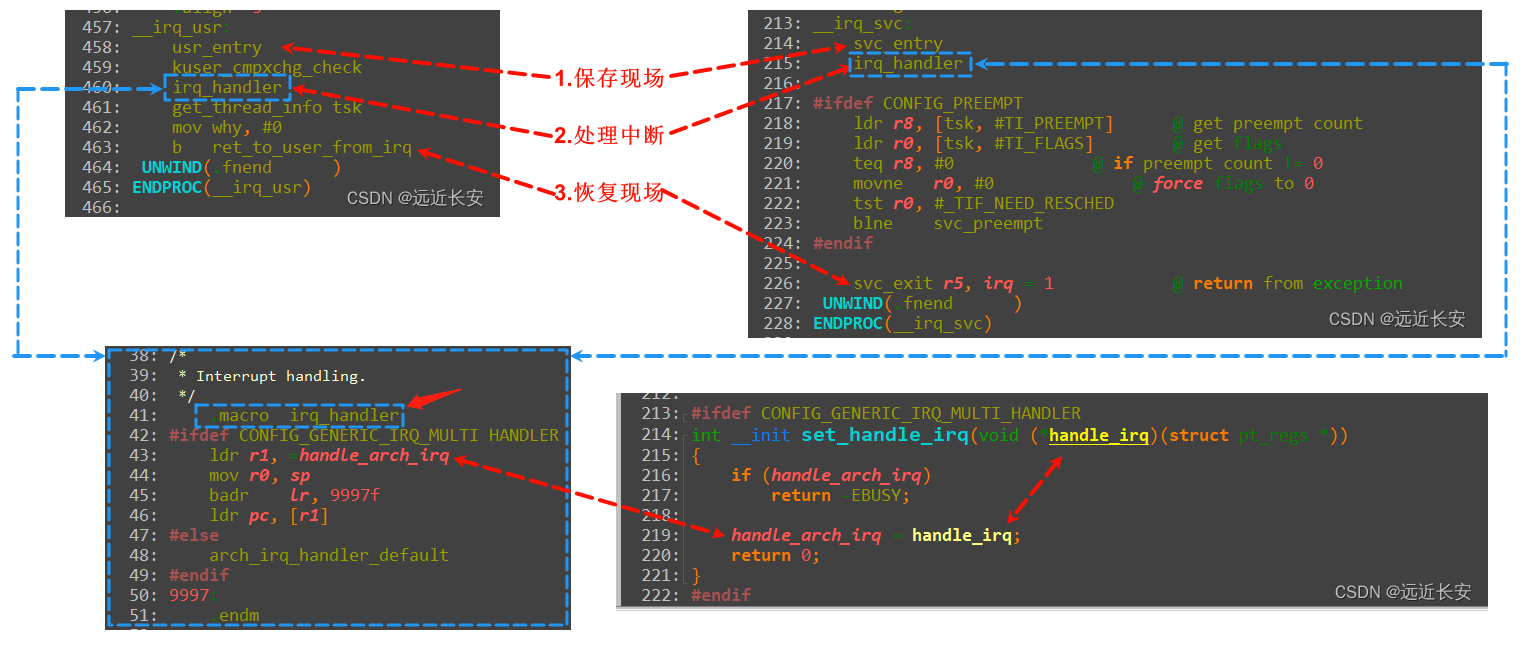 457: __irq_usr:
458: usr_entry
459: kuser_cmpxchg_check
460: irq_handler
461: get_thread_info tsk
462: mov why, #0
463: b ret_to_user_from_irq
464: UNWIND(.fnend )
465: ENDPROC(__irq_usr)
466:
CSDN @远近长安
1.保存现场
2.处理中断
3.恢复现场
213: __irq_svc:
214: svc_entry
215: irq_handler
216:
217: #ifdef CONFIG_PREEMPT
218: ldr r8, [tsk, #TI_PREEMPT] @ get preempt count
219: ldr r0, [tsk, #TI_FLAGS] @ get flags
220: teq r8, #0 @ if preempt count != 0
221: movne r0, #0 @ force flags to 0
222: tst r0, #_TIF_NEED_RESCHED
223: blne svc_preempt
224: #endif
225:
226: svc_exit r5, irq = 1 @ return from exception
227: UNWIND(.fnend )
228: ENDPROC(__irq_svc)
CSDN @远近长安
38: /*
39: * Interrupt handling.
40: */
41: .macro irq_handler
42: #ifdef CONFIG_GENERIC_IRQ_MULTI_HANDLER
43: ldr r1, =handle_arch_irq
44: mov r0, sp
45: badr lr, 9997f
46: ldr pc, [r1]
47: #else
48: arch_irq_handler_default
49: #endif
50: 9997:
51: .endm
212:
213: #ifdef CONFIG_GENERIC_IRQ_MULTI_HANDLER
214: int __init set_handle_irq(void (*handle_irq)(struct pt_regs *))
215: {
216: if (handle_arch_irq)
217: return -EBUSY;
218:
219: handle_arch_irq = handle_irq;
220: return 0;
221: }
222: #endif
CSDN @远近长安